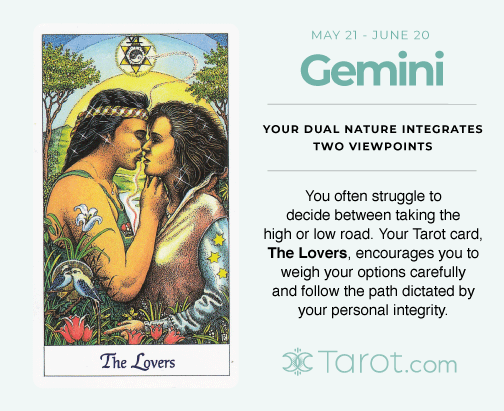 VI
The Lovers
MAY 21 - JUNE 20
Gemini
YOUR DUAL NATURE INTEGRATES
TWO VIEWPOINTS
You often struggle to
decide between taking the
high or low road. Your Tarot card,
The Lovers, encourages you to
weigh your options carefully
and follow the path dictated by
your personal integrity.
Tarot.com